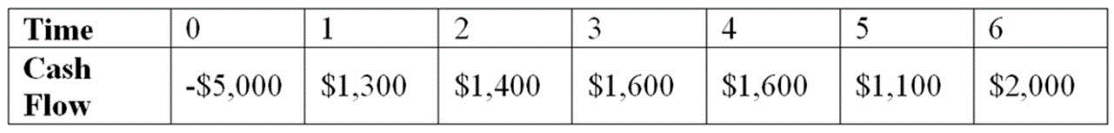 Time 0 1 2 3 4 5 6
Cash Flow -$5,000 $1,300 $1,400 $1,600 $1,600 $1,100 $2,000